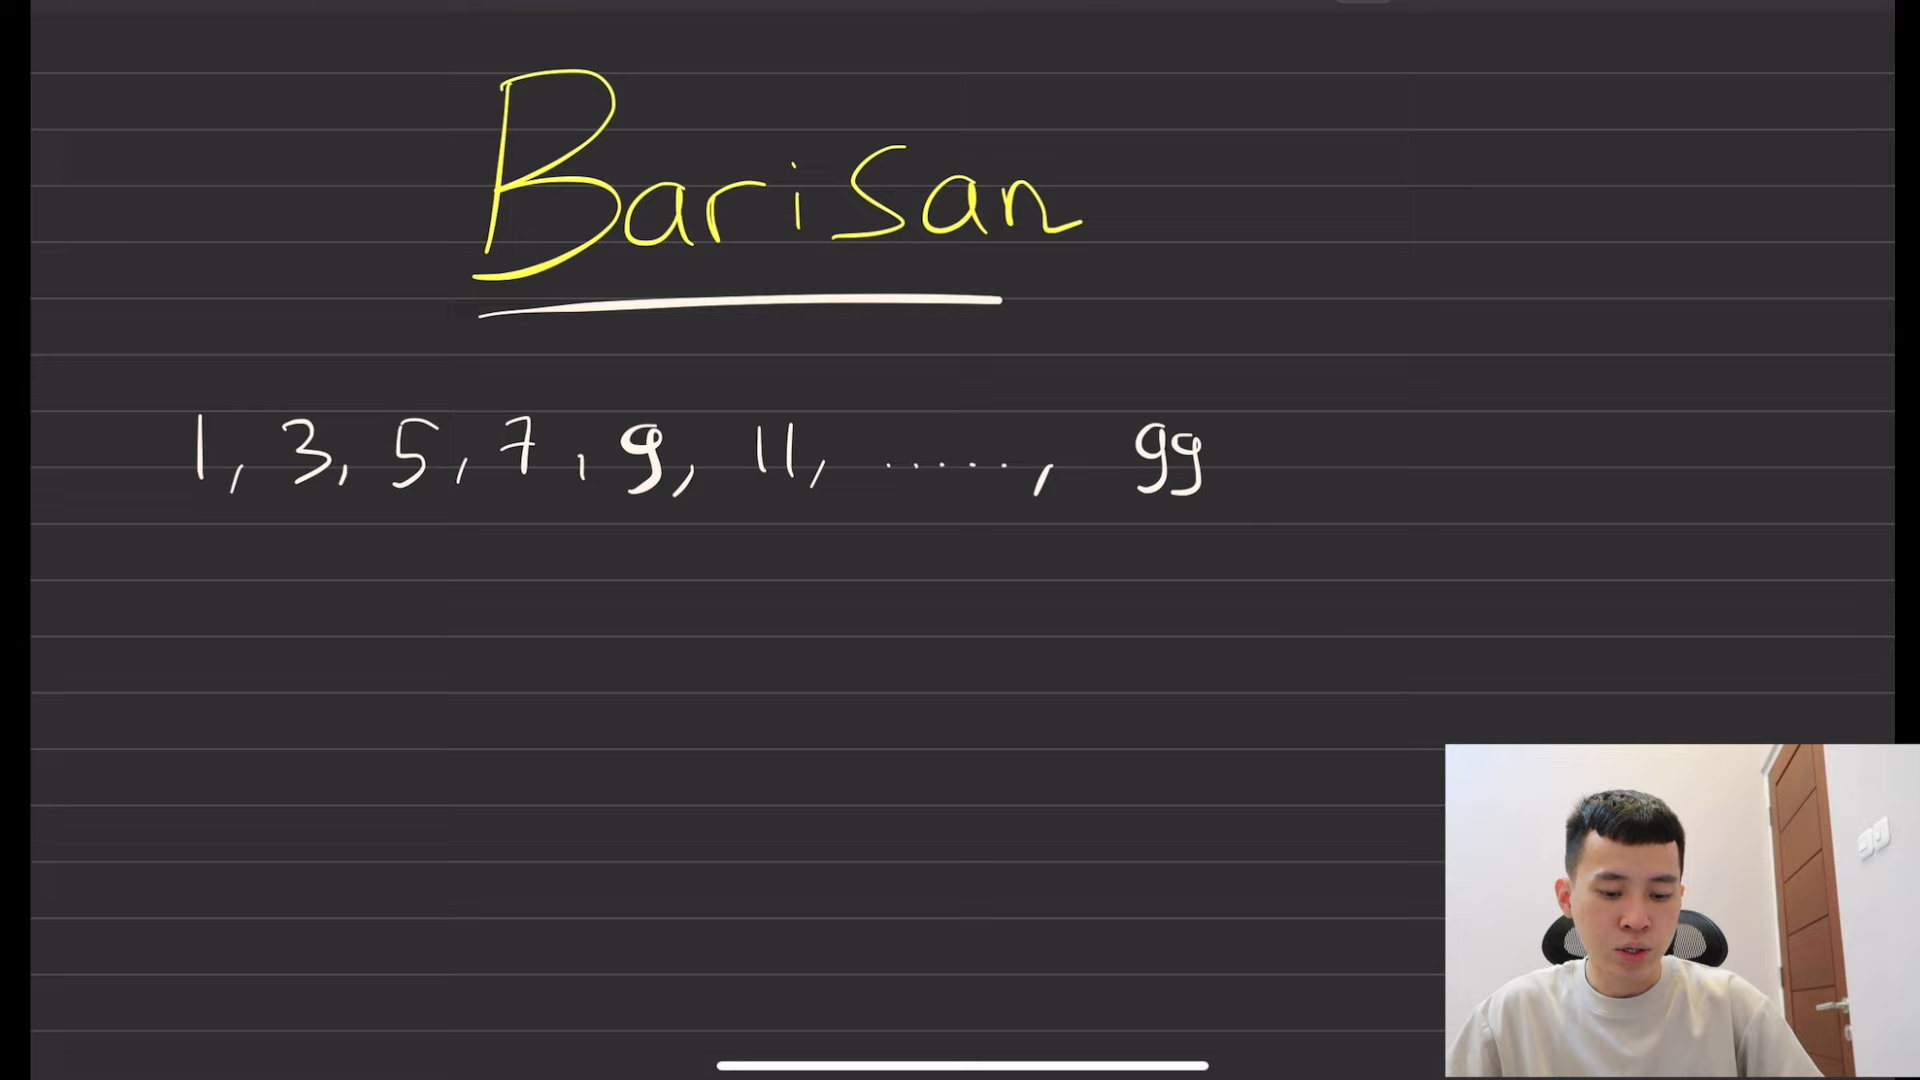 Barisan
1, 3, 5, 7, 9, 11, ....., 99